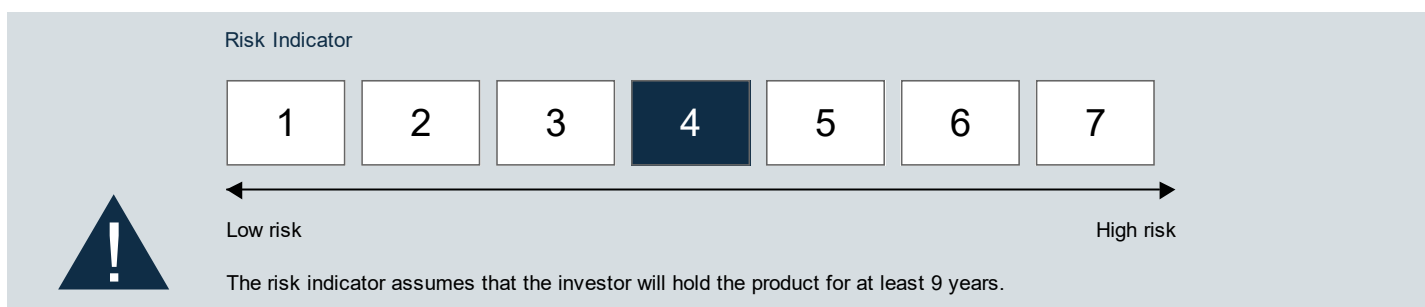 Risk Indicator
1 2 3 4 5 6 7
Low risk High risk
!
The risk indicator assumes that the investor will hold the product for at least 9 years.